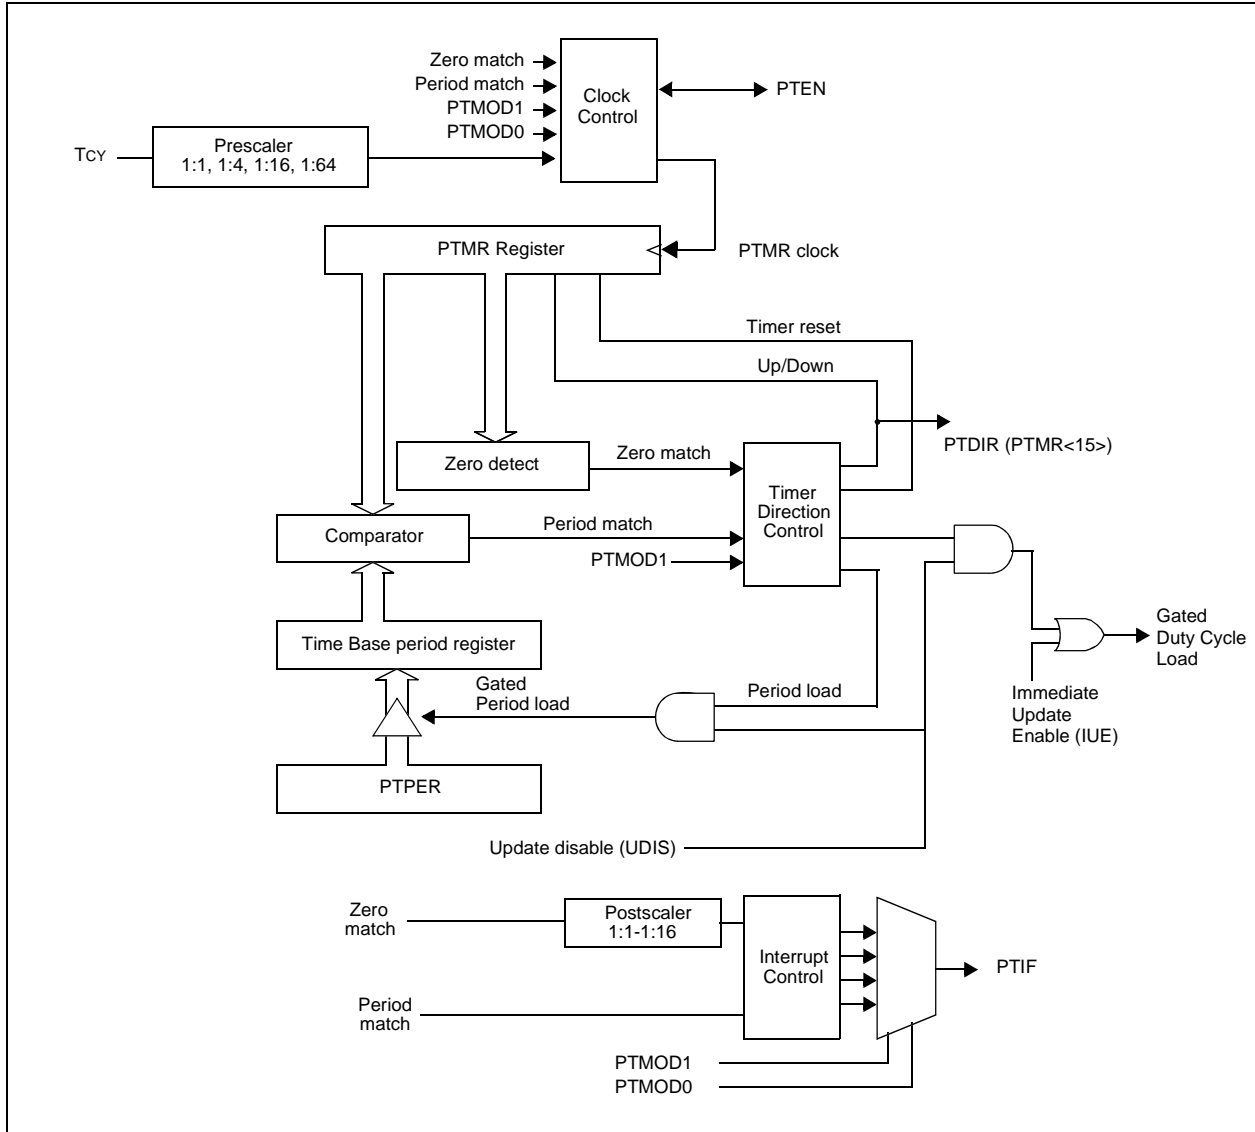 Zero match
Period match
PTMOD1
PTMOD0
Clock
Control
PTEN
TCY
Prescaler
1:1, 1:4, 1:16, 1:64
PTMR Register
PTMR clock
Timer reset
Up/Down
PTDIR (PTMR<15>)
Zero detect
Zero match
Timer
Direction
Control
Comparator
Period match
PTMOD1
Time Base period register
Gated
Duty Cycle
Load
Gated
Period load
Period load
Immediate
Update
Enable (IUE)
PTPER
Update disable (UDIS)
Zero
match
Postscaler
1:1-1:16
Interrupt
Control
PTIF
Period
match
PTMOD1
PTMOD0